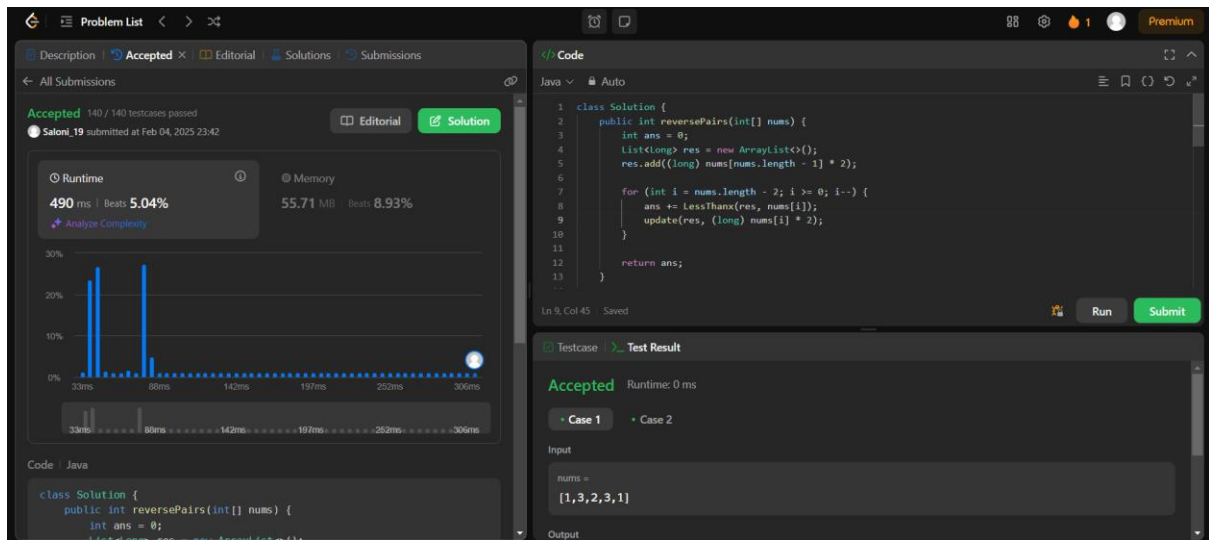 Problem List
1
Premium
Description
Accepted
Editorial
Solutions
Submissions
All Submissions
Accepted 140 / 140 testcases passed
Saloni_19 submitted at Feb 04, 2025 23:42
Editorial
Solution
Runtime
490 ms | Beats 5.04%
Analyze Complexity
Memory
55.71 MB | Beats 8.93%
30%
20%
10%
0%
33ms 88ms 142ms 197ms 252ms 306ms
33ms 88ms 142ms 197ms 252ms 306ms
Code | Java
class Solution {
public int reversePairs(int[] nums) {
int ans = 0;
List<Long> res = new ArrayList<>();
</> Code
Java Auto
1 class Solution {
2 public int reversePairs(int[] nums) {
3 int ans = 0;
4 List<Long> res = new ArrayList<>();
5 res.add((long) nums[nums.length - 1] * 2);
6
7 for (int i = nums.length - 2; i >= 0; i--) {
8 ans += LessThanx(res, nums[i]);
9 update(res, (long) nums[i] * 2);
10 }
11
12 return ans;
13 }
Ln 9, Col 45 | Saved
Run
Submit
Testcase | >_ Test Result
Accepted Runtime: 0 ms
• Case 1 • Case 2
Input
nums =
[1,3,2,3,1]
Output